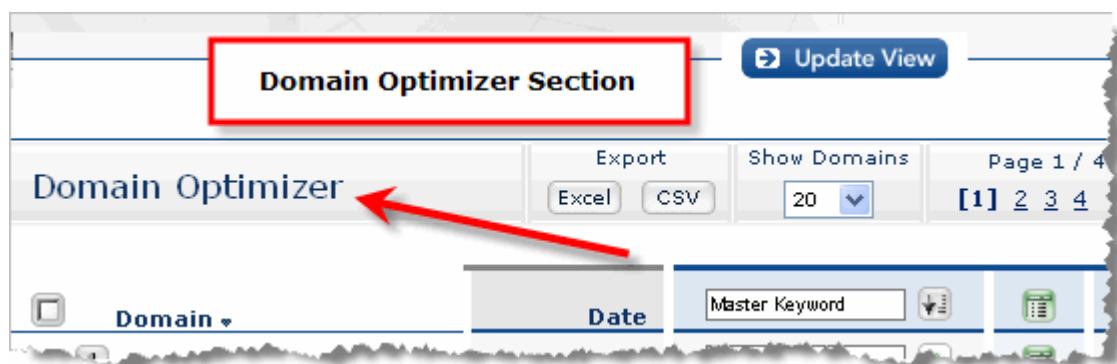 Domain Optimizer Section
Update View
Domain Optimizer
Export
Excel CSV
Show Domains
20
Page 1 / 4
[1] 2 3 4
Domain
Date
Master Keyword